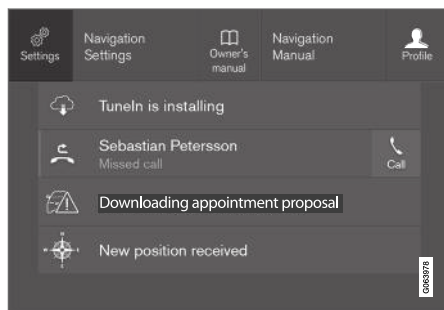 Settings
Navigation
Settings
Owner's
manual
Navigation
Manual
Profile
TuneIn is installing
Sebastian Petersson
Missed call
Call
Downloading appointment proposal
New position received
G063978